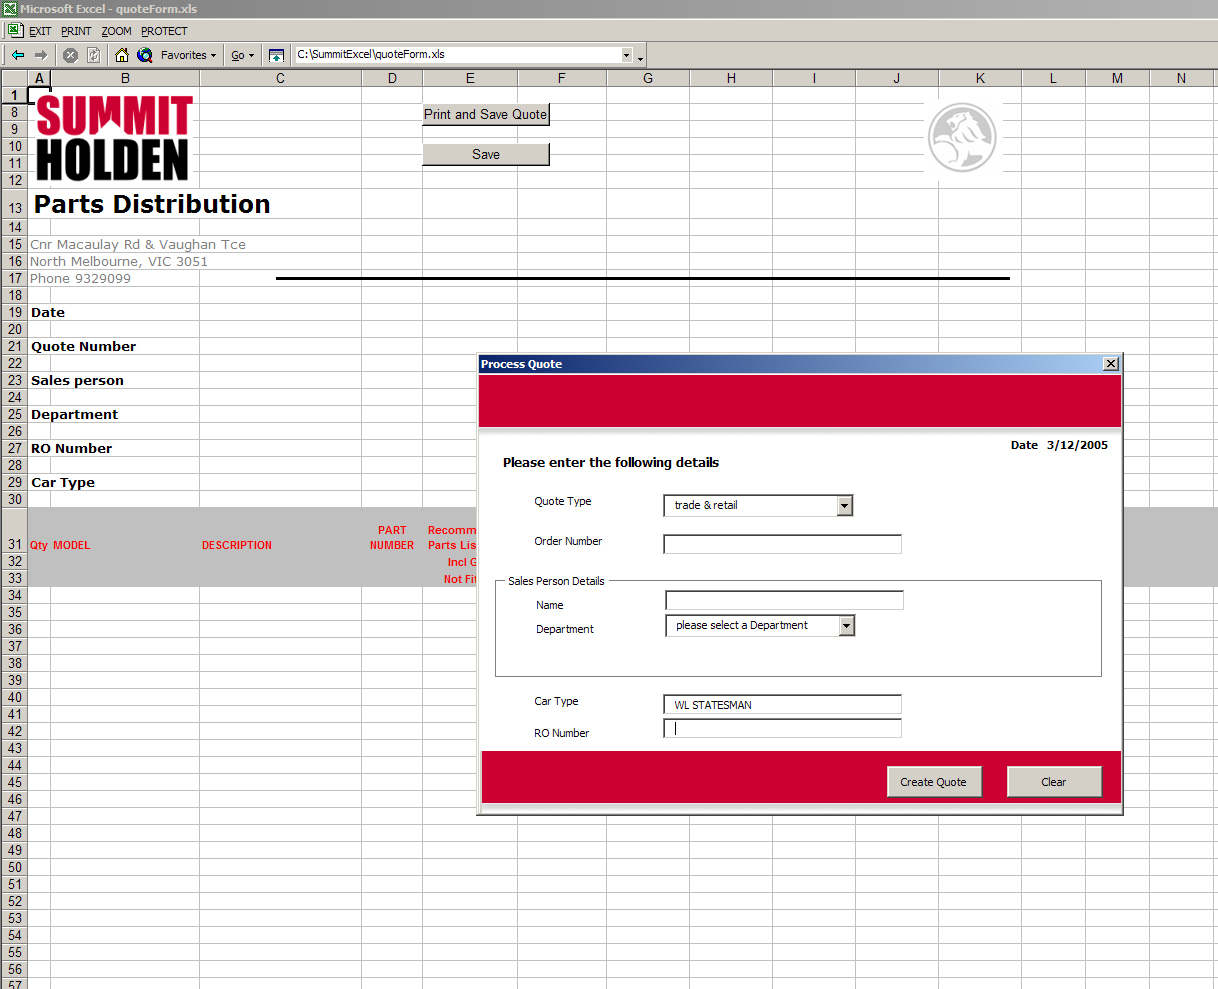 Microsoft Excel - quoteForm.xls
EXIT PRINT ZOOM PROTECT
Favorites Go C:\SummitExcel\quoteForm.xls
A B C D E F G H I J K L M N
1
8 Print and Save Quote
9
10
11 Save
12
SUMMIT
HOLDEN
13 Parts Distribution
14
15 Cnr Macaulay Rd & Vaughan Tce
16 North Melbourne, VIC 3051
17 Phone 9329099
18
19 Date
20
21 Quote Number
22
23 Sales person
24
25 Department
26
27 RO Number
28
29 Car Type
30
31 Qty MODEL DESCRIPTION PART NUMBER Recomm Parts Lis
32 Incl G
33 Not Fit
34
35
36
37
38
39
40
41
42
43
44
45
46
47
48
49
50
51
52
53
54
55
56
57
Process Quote
Date 3/12/2005
Please enter the following details
Quote Type trade & retail
Order Number
Sales Person Details
Name
Department please select a Department
Car Type WL STATESMAN
RO Number
Create Quote Clear